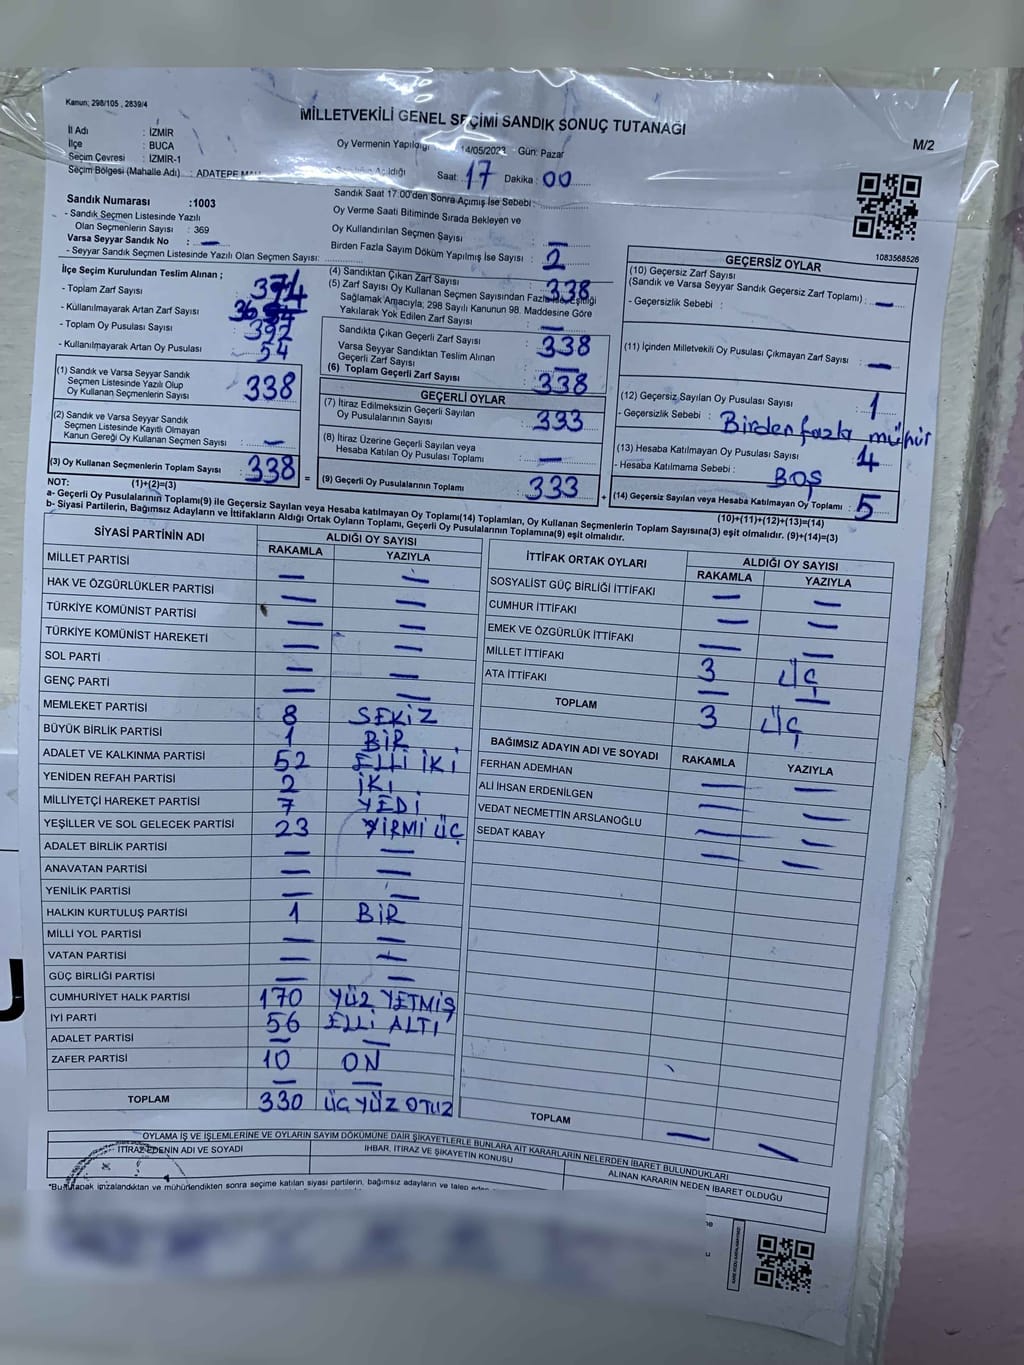 Kanun; 298/105 , 2839/4
MİLLETVEKİLİ GENEL SEÇİMİ SANDIK SONUÇ TUTANAĞI
M/2
İl Adı : İZMİR
İlçe : BUCA
Seçim Çevresi : İZMİR-1
Seçim Bölgesi (Mahalle Adı) : ADATEPE
Oy Vermenin Yapıldığı 14/05/2023 Gün: Pazar
Saat: 17 Dakika: 00
Sandık Saat 17.00'den Sonra Açımış İse Sebebi:
Oy Verme Saati Bitiminde Sırada Bekleyen ve
Oy Kullandırılan Seçmen Sayısı –
Birden Fazla Sayım Döküm Yapılmış İse Sayısı : 2
Sandık Numarası :1003
- Sandık Seçmen Listesinde Yazılı
Olan Seçmenlerin Sayısı : 369
Varsa Seyyar Sandık No : –
- Seyyar Sandık Seçmen Listesinde Yazılı Olan Seçmen Sayısı:
1083568526
İlçe Seçim Kurulundan Teslim Alınan ;
- Toplam Zarf Sayısı :
- Küllanılmayarak Artan Zarf Sayısı :
- Toplam Oy Pusulası Sayısı : 392
- Kullanılmayarak Artan Oy Pusulası : 54
(1) Sandık ve Varsa Seyyar Sandık
Seçmen Listesinde Yazılı Olup
Oy Kullanan Seçmenlerin Sayısı : 338
(2) Sandık ve Varsa Seyyar Sandık
Seçmen Listesinde Kayıtlı Olmayan
Kanun Gereği Oy Kullanan Seçmen Sayısı : –
(3) Oy Kullanan Seçmenlerin Toplam Sayısı : 338 =
(1)+(2)=(3)
(4) Sandıktan Çıkan Zarf Sayısı : 338
(5) Zarf Sayısı Oy Kullanan Seçmen Sayısından Fazla İse, Eşitliği
Sağlamak Amacıyla; 298 Sayılı Kanunun 98. Maddesine Göre
Yakılarak Yok Edilen Zarf Sayısı : –
Sandıkta Çıkan Geçerli Zarf Sayısı : 338
Varsa Seyyar Sandıktan Teslim Alınan
Geçerli Zarf Sayısı : –
(6) Toplam Geçerli Zarf Sayısı : 338
GEÇERLİ OYLAR
(7) İtiraz Edilmeksizin Geçerli Sayılan
Oy Pusulalarının Sayısı : 333
(8) İtiraz Üzerine Geçerli Sayılan veya
Hesaba Katılan Oy Pusulası Toplamı : –
(9) Geçerli Oy Pusulalarının Toplamı : 333 +
GEÇERSİZ OYLAR
(10) Geçersiz Zarf Sayısı
(Sandık ve Varsa Seyyar Sandık Geçersiz Zarf Toplamı) : –
- Geçersizlik Sebebi :
(11) İçinden Milletvekili Oy Pusulası Çıkmayan Zarf Sayısı : –
(12) Geçersiz Sayılan Oy Pusulası Sayısı : 1
- Geçersizlik Sebebi : Birden fazla mühür
(13) Hesaba Katılmayan Oy Pusulası Sayısı : 4
- Hesaba Katılmama Sebebi : BOŞ
(14) Geçersiz Sayılan veya Hesaba Katılmayan Oy Toplamı : 5
(10)+(11)+(12)+(13)=(14)
NOT:
a- Geçerli Oy Pusulalarının Toplamı(9) ile Geçersiz Sayılan veya Hesaba Katılmayan Oy Toplamı(14) Toplamları, Oy Kullanan Seçmenlerin Toplam Sayısına(3) eşit olmalıdır. (9)+(14)=(3)
b- Siyasi Partilerin, Bağımsız Adayların ve İttifakların Aldığı Ortak Oyların Toplamı, Geçerli Oy Pusulalarının Toplamına(9) eşit olmalıdır.
SİYASİ PARTİNİN ADI ALDIĞI OY SAYISI
RAKAMLA YAZIYLA
MİLLET PARTİSİ – –
HAK VE ÖZGÜRLÜKLER PARTİSİ – –
TÜRKİYE KOMÜNİST PARTİSİ – –
TÜRKİYE KOMÜNİST HAREKETİ – –
SOL PARTİ – –
GENÇ PARTİ – –
MEMLEKET PARTİSİ 8 SEKİZ
BÜYÜK BİRLİK PARTİSİ 1 BİR
ADALET VE KALKINMA PARTİSİ 52 ELLİ İKİ
YENİDEN REFAH PARTİSİ 2 İKİ
MİLLİYETÇİ HAREKET PARTİSİ 7 YEDİ
YEŞİLLER VE SOL GELECEK PARTİSİ 23 YİRMİ ÜÇ
ADALET BİRLİK PARTİSİ – –
ANAVATAN PARTİSİ – –
YENİLİK PARTİSİ – –
HALKIN KURTULUŞ PARTİSİ 1 BİR
MİLLİ YOL PARTİSİ – –
VATAN PARTİSİ – –
GÜÇ BİRLİĞİ PARTİSİ – –
CUMHURİYET HALK PARTİSİ 170 YÜZ YETMİŞ
İYİ PARTİ 56 ELLİ ALTI
ADALET PARTİSİ – –
ZAFER PARTİSİ 10 ON
– –
TOPLAM 330 ÜÇ YÜZ OTUZ
İTTİFAK ORTAK OYLARI ALDIĞI OY SAYISI
RAKAMLA YAZIYLA
SOSYALİST GÜÇ BİRLİĞİ İTTİFAKI – –
CUMHUR İTTİFAKI – –
EMEK VE ÖZGÜRLÜK İTTİFAKI – –
MİLLET İTTİFAKI 3 ÜÇ
ATA İTTİFAKI – –
TOPLAM 3 ÜÇ
BAĞIMSIZ ADAYIN ADI VE SOYADI RAKAMLA YAZIYLA
FERHAN ADEMHAN – –
ALİ İHSAN ERDENİLGEN – –
VEDAT NECMETTİN ARSLANOĞLU – –
SEDAT KABAY – –
TOPLAM – –
OYLAMA İŞ VE İŞLEMLERİNE VE OYLARIN SAYIM DÖKÜMÜNE DAİR ŞİKAYETLERLE BUNLARA AİT KARARLARIN NELERDEN İBARET BULUNDUKLARI
İTİRAZ EDENİN ADI VE SOYADI İHBAR, İTİRAZ VE ŞİKAYETİN KONUSU ALINAN KARARIN NEDEN İBARET OLDUĞU
*Bu tutanak imzalandıktan ve mühürlendikten sonra seçime katılan siyasi partilerin, bağımsız adayların ve talep eden